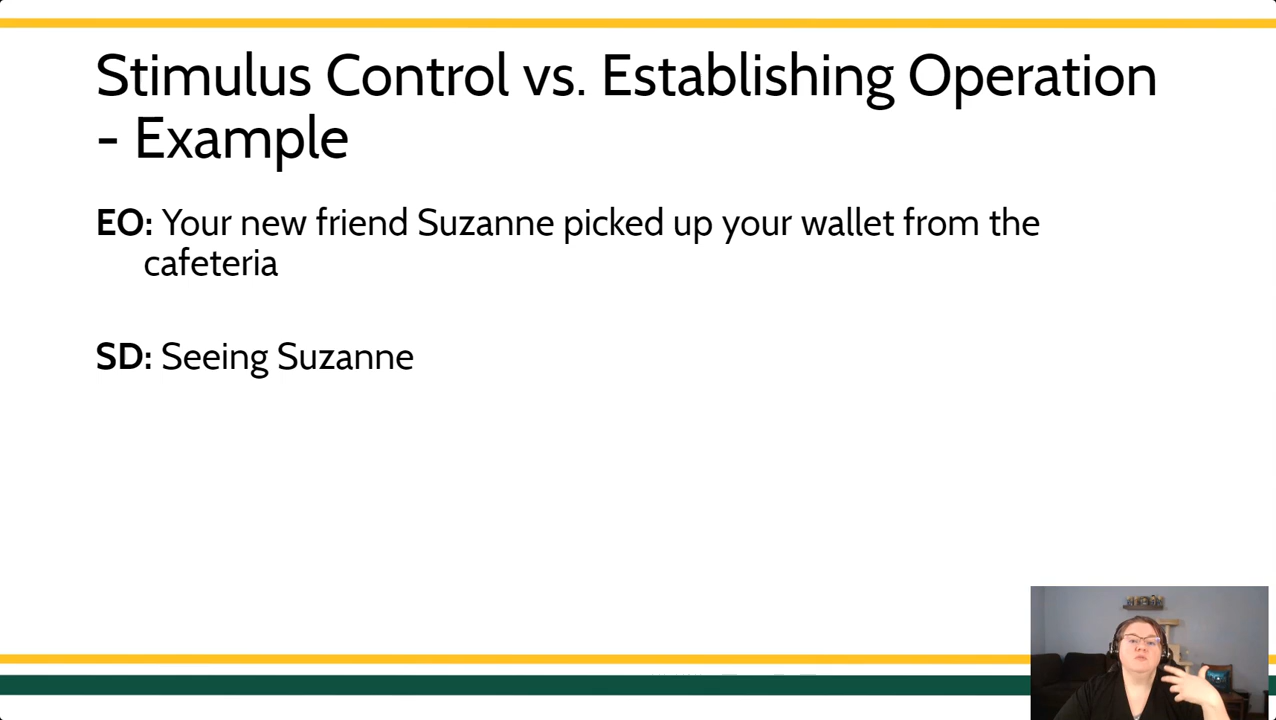 Stimulus Control vs. Establishing Operation
- Example
EO: Your new friend Suzanne picked up your wallet from the
cafeteria
SD: Seeing Suzanne